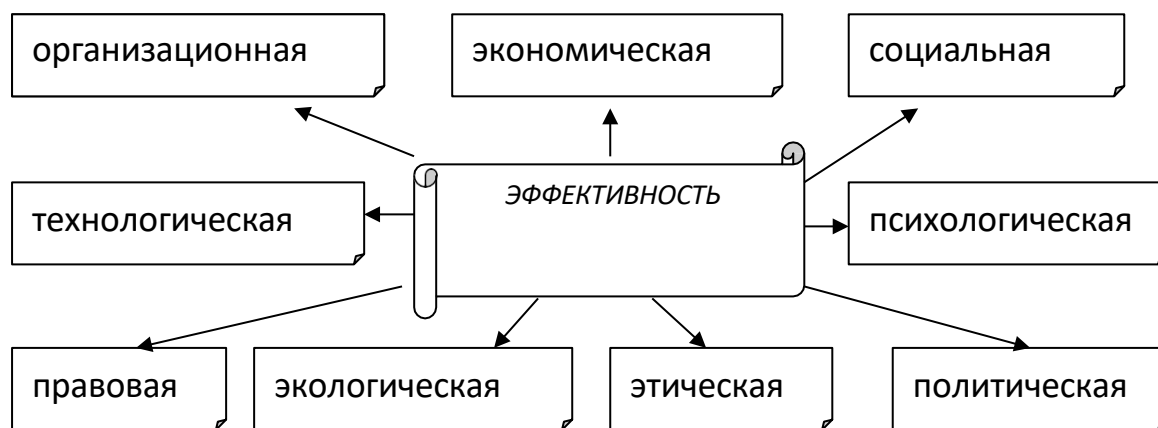 организационная
экономическая
социальная
ЭФФЕКТИВНОСТЬ
технологическая
психологическая
правовая
экологическая
этическая
политическая